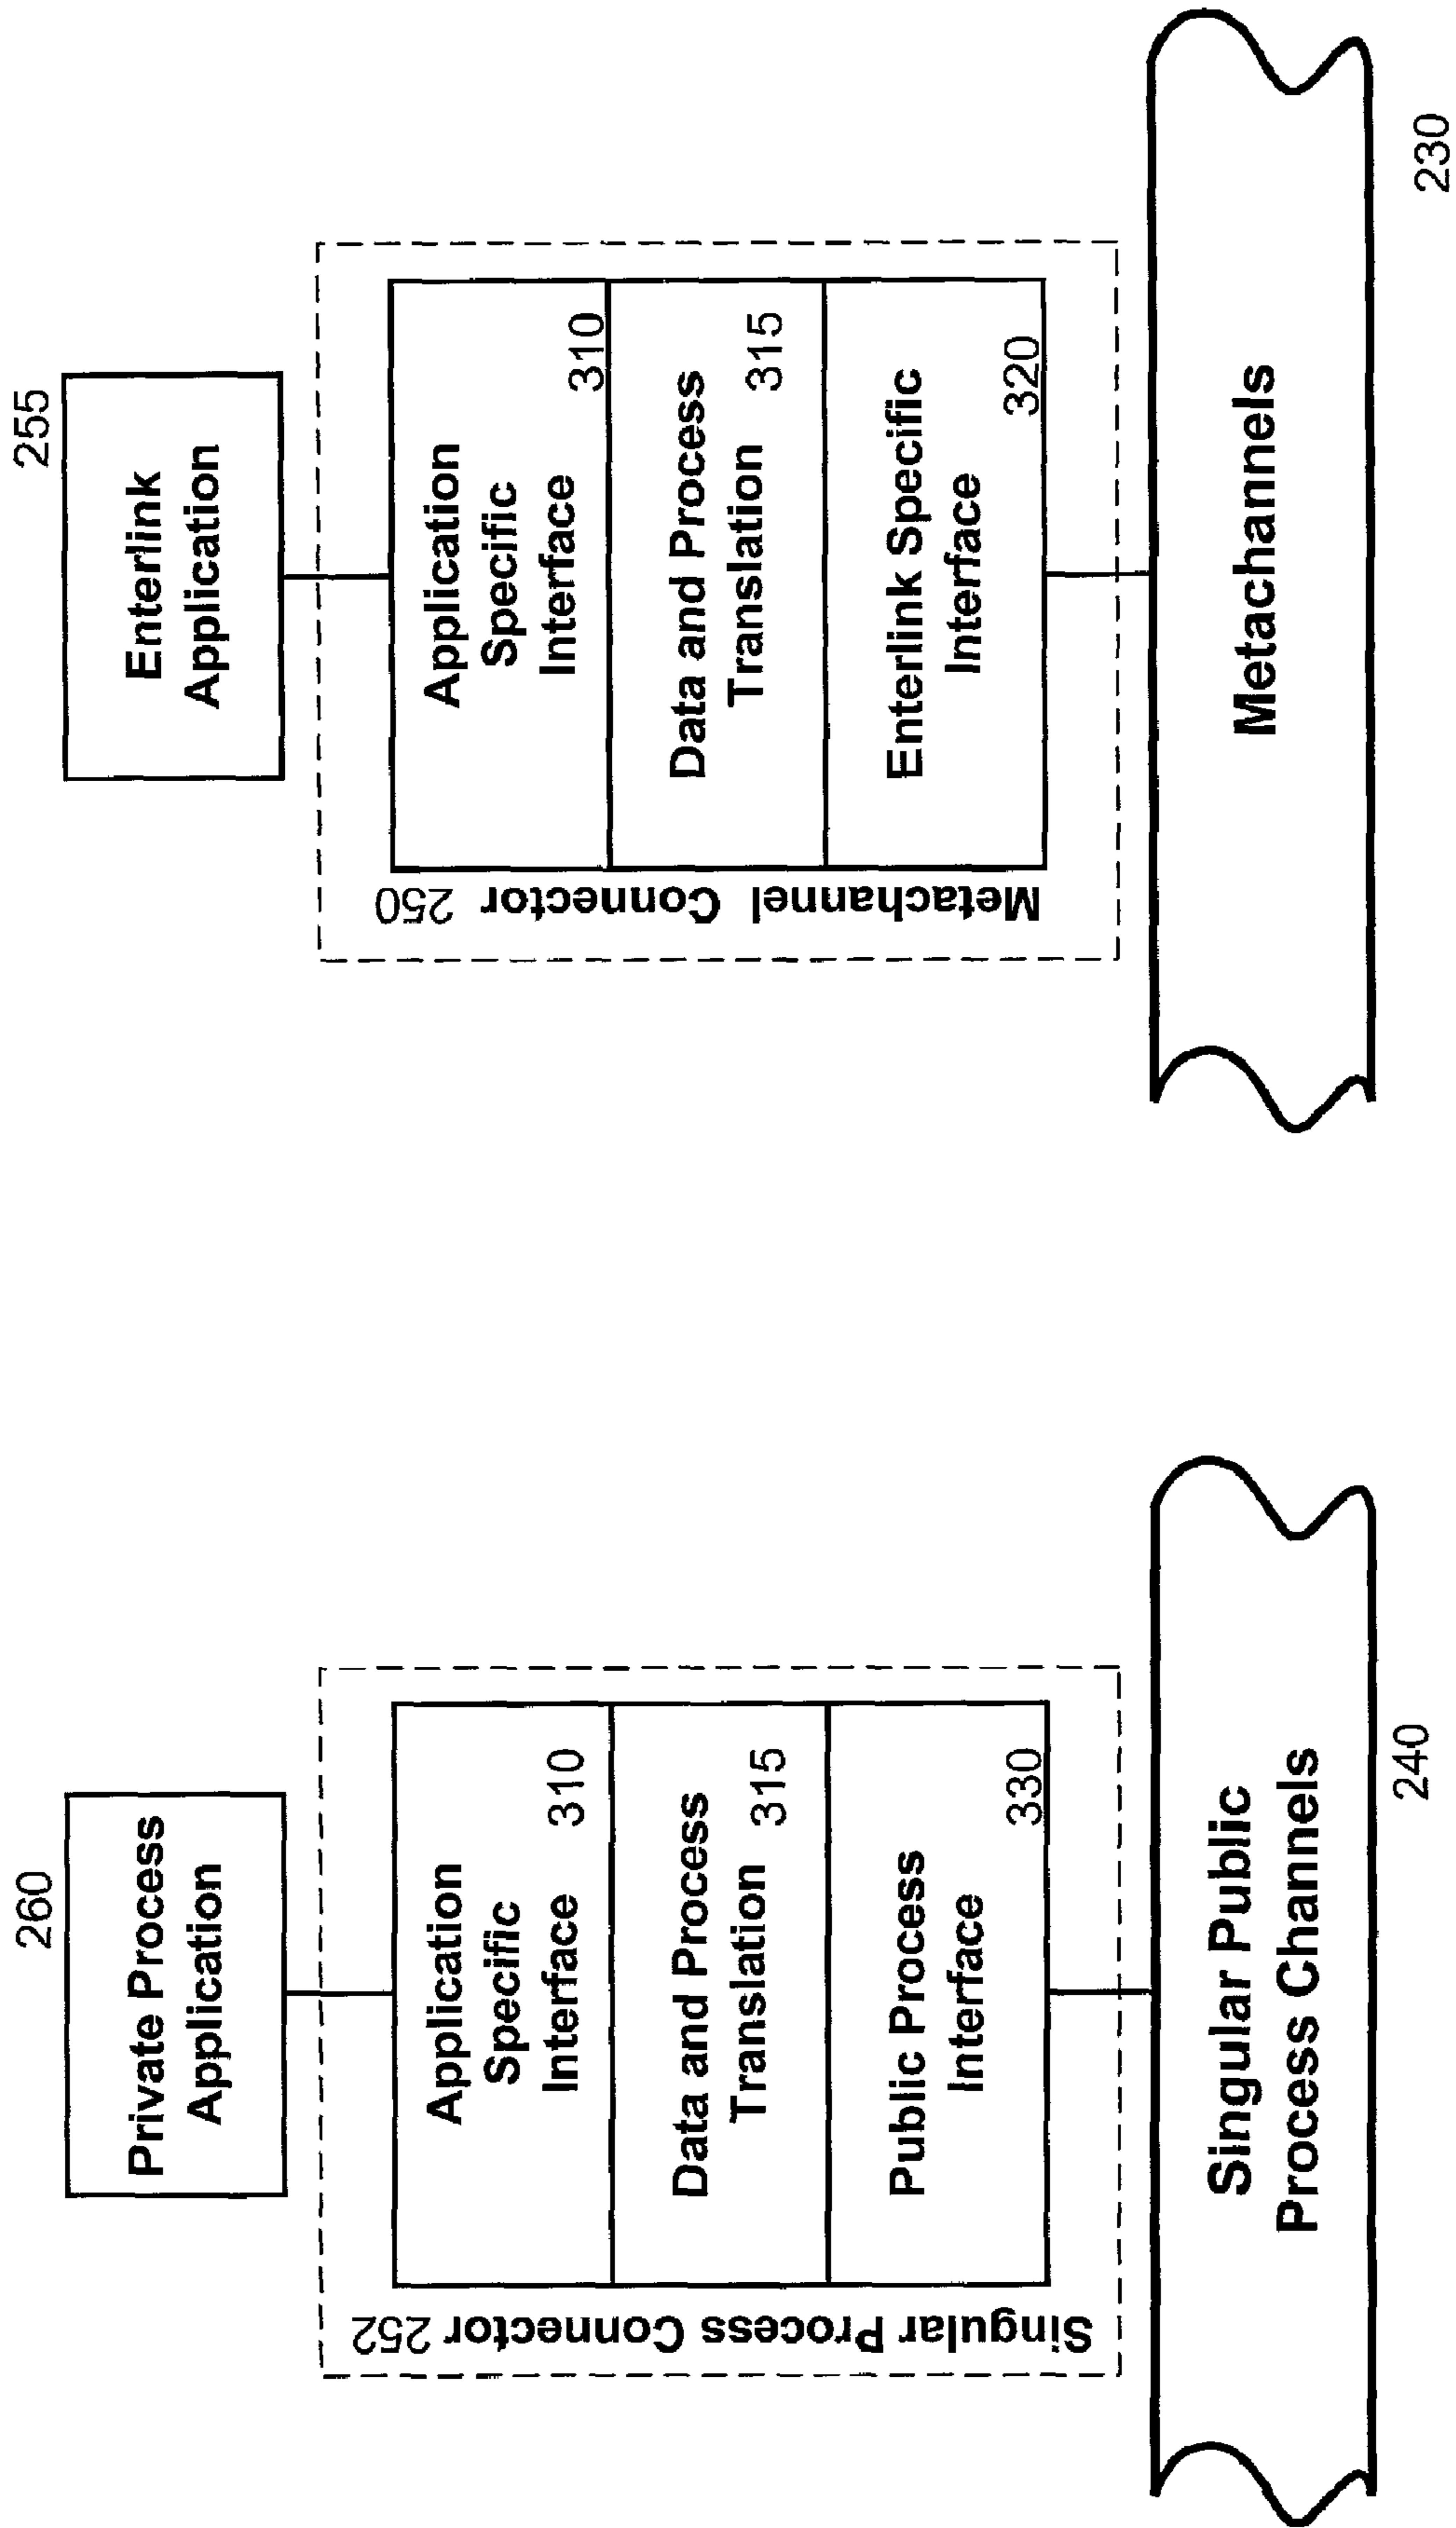 260
Private Process
Application
Application
Specific
Interface
310
Data and Process
Translation
315
Public Process
Interface
330
Singular Process Connector 252
Singular Public
Process Channels
240
255
Enterlink
Application
Application
Specific
Interface
310
Data and Process
Translation
315
Enterlink Specific
Interface
320
Metachannel Connector 250
Metachannels
230